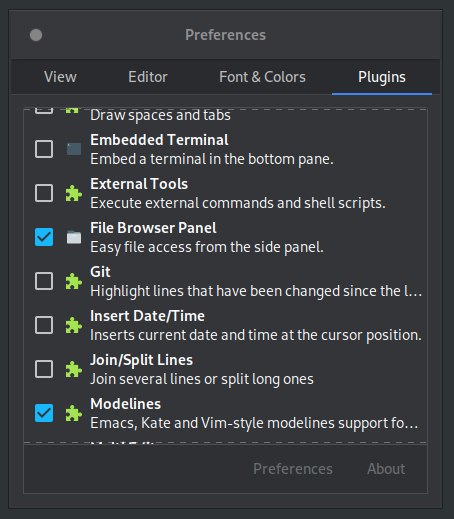 Preferences
View Editor Font & Colors Plugins
Draw spaces and tabs
Embedded Terminal
Embed a terminal in the bottom pane.
External Tools
Execute external commands and shell scripts.
File Browser Panel
Easy file access from the side panel.
Git
Highlight lines that have been changed since the l…
Insert Date/Time
Inserts current date and time at the cursor position.
Join/Split Lines
Join several lines or split long ones
Modelines
Emacs, Kate and Vim-style modelines support fo…
Preferences About